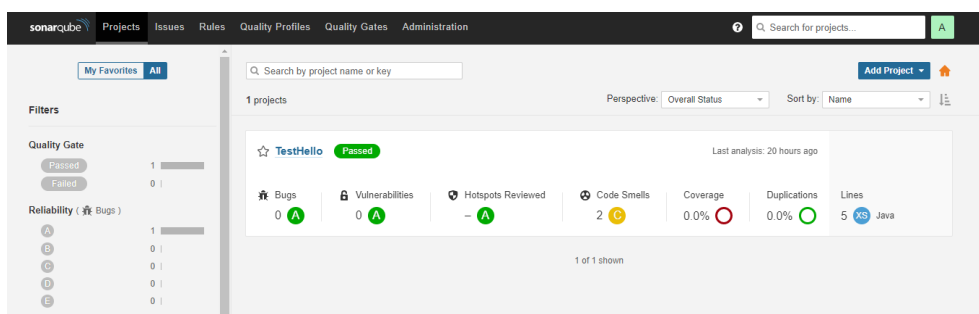 sonarqube Projects Issues Rules Quality Profiles Quality Gates Administration ? Search for projects... A
My Favorites All
Filters
Quality Gate
Passed 1
Failed 0
Reliability ( Bugs )
A 1
B 0
C 0
D 0
E 0
Search by project name or key Add Project
1 projects Perspective: Overall Status Sort by: Name
TestHello Passed Last analysis: 20 hours ago
Bugs Vulnerabilities Hotspots Reviewed Code Smells Coverage Duplications Lines
0 A 0 A – A 2 C 0.0% 0.0% 5 XS Java
1 of 1 shown